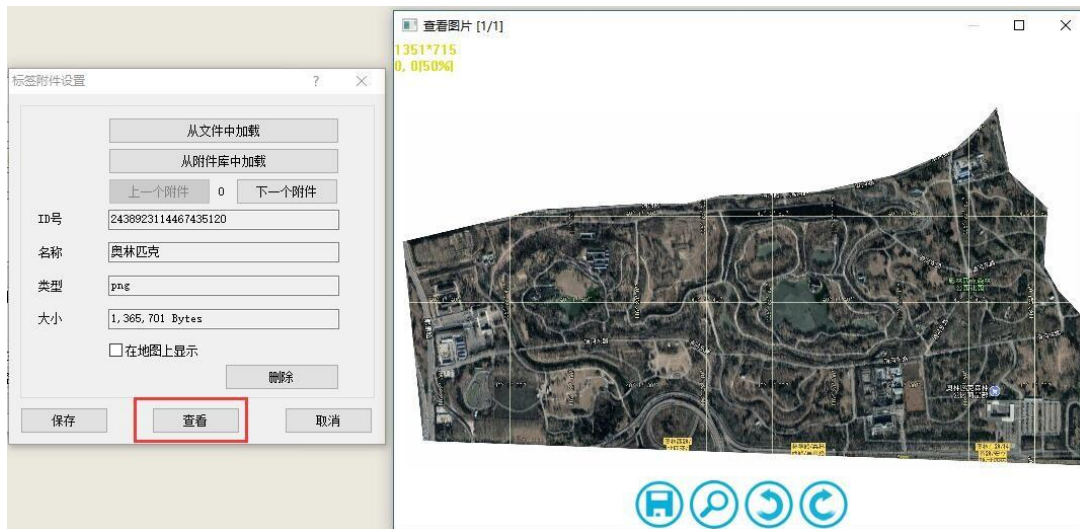 查看图片 [1/1]
1351*715
0, 0[50%]
标签附件设置
从文件中加载
从附件库中加载
上一个附件 0 下一个附件
ID号 2438923114467435120
名称 奥林匹克
类型 png
大小 1,365,701 Bytes
在地图上显示
删除
保存 查看 取消